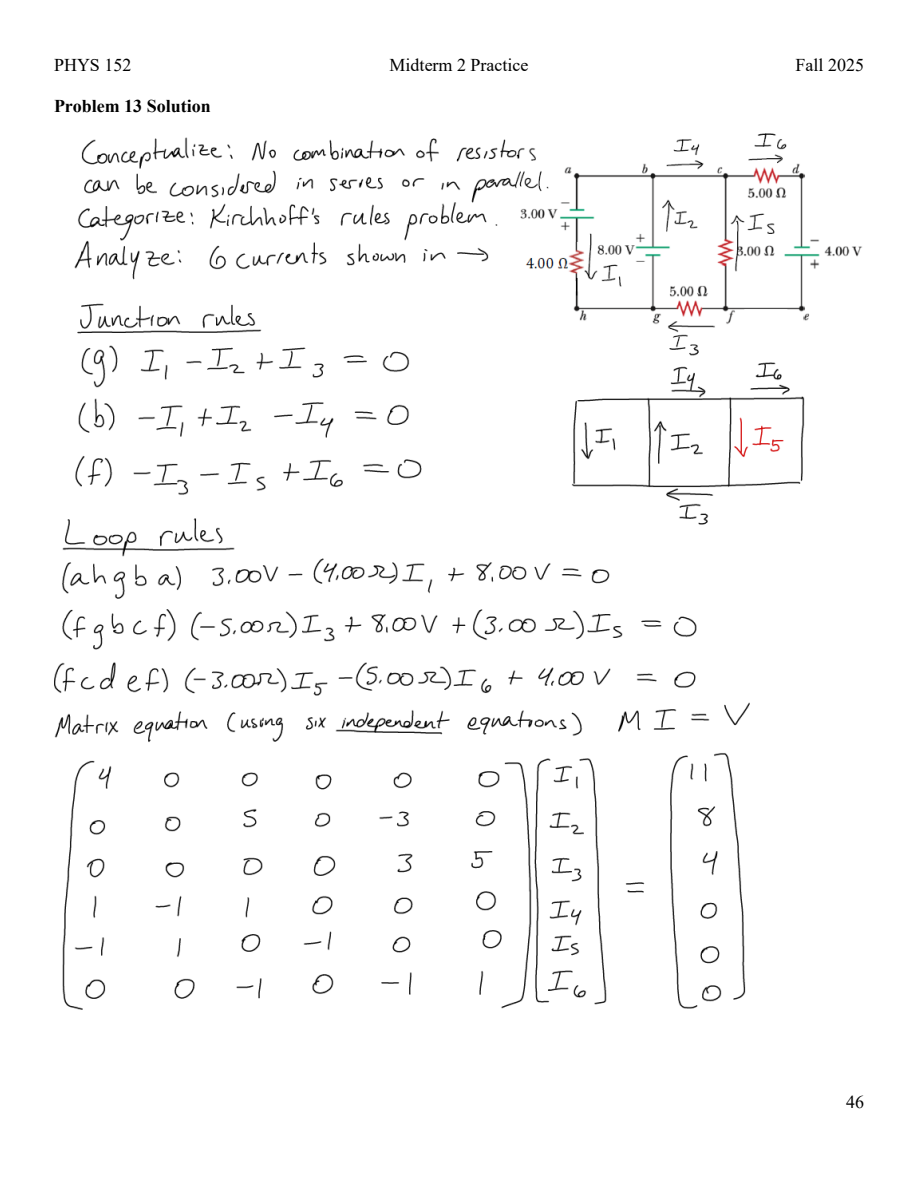 PHYS 152 Midterm 2 Practice Fall 2025
Problem 13 Solution
Conceptualize: No combination of resistors
can be considered in series or in parallel.
Categorize: Kirchhoff's rules problem.
Analyze: 6 currents shown in →
I4 I6
a b c d
5.00 Ω
3.00 V − +
I2 I5
8.00 V + −
3.00 Ω
4.00 V − +
4.00 Ω I1
5.00 Ω
h g f e
I3
Junction rules
(g) I1 − I2 + I3 = 0
(b) −I1 + I2 − I4 = 0
(f) −I3 − I5 + I6 = 0
I4 I6
I1 I2 I5
I3
Loop rules
(ahgba) 3.00V − (4.00Ω)I1 + 8.00V = 0
(fgbcf) (−5.00Ω)I3 + 8.00V + (3.00Ω)I5 = 0
(fcdef) (−3.00Ω)I5 − (5.00Ω)I6 + 4.00V = 0
Matrix equation (using six independent equations) M I = V
4 0 0 0 0 0 I1 11
0 0 5 0 −3 0 I2 8
0 0 0 0 3 5 I3 = 4
1 −1 1 0 0 0 I4 0
−1 1 0 −1 0 0 I5 0
0 0 −1 0 −1 1 I6 0
46